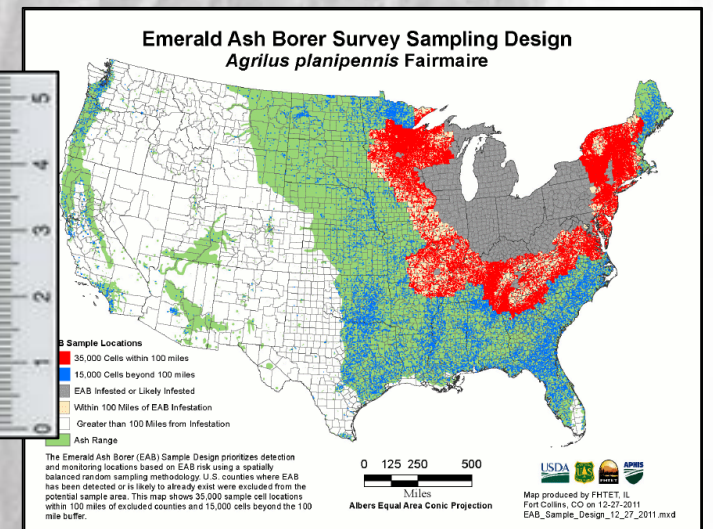 Emerald Ash Borer Survey Sampling Design
Agrilus planipennis Fairmaire
5
4
3
2
1
0
B Sample Locations
35,000 Cells within 100 miles
15,000 Cells beyond 100 miles
EAB Infested or Likely Infested
Within 100 Miles of EAB Infestation
Greater than 100 Miles from Infestation
Ash Range
The Emerald Ash Borer (EAB) Sample Design prioritizes detection
and monitoring locations based on EAB risk using a spatially
balanced random sampling methodology. U.S. counties where EAB
has been detected or is likely to already exist were excluded from the
potential sample area. This map shows 35,000 sample cell locations
within 100 miles of excluded counties and 15,000 cells beyond the 100
mile buffer.
0 125 250 500
Miles
Albers Equal Area Conic Projection
USDA
FHTET
APHIS
Map produced by FHTET, IL
Fort Collins, CO on 12-27-2011
EAB_Sample_Design_12_27_2011.mxd